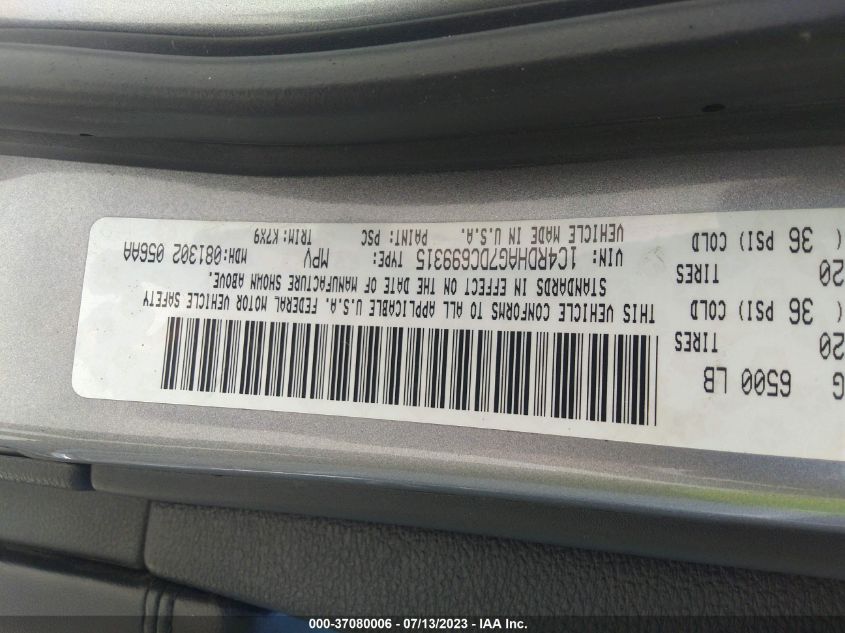 G 6500 LB
20 TIRES
( 36 PSI) COLD
20 TIRES
( 36 PSI) COLD
THIS VEHICLE CONFORMS TO ALL APPLICABLE U.S.A. FEDERAL MOTOR VEHICLE SAFETY
STANDARDS IN EFFECT ON THE DATE OF MANUFACTURE SHOWN ABOVE.
VIN: 1C4RDHAG7DC699315 TYPE: MPV MDH:081302 056AA
VEHICLE MADE IN U.S.A. PAINT: PSC TRIM:K7X9
000-37080006 - 07/13/2023 - IAA Inc.